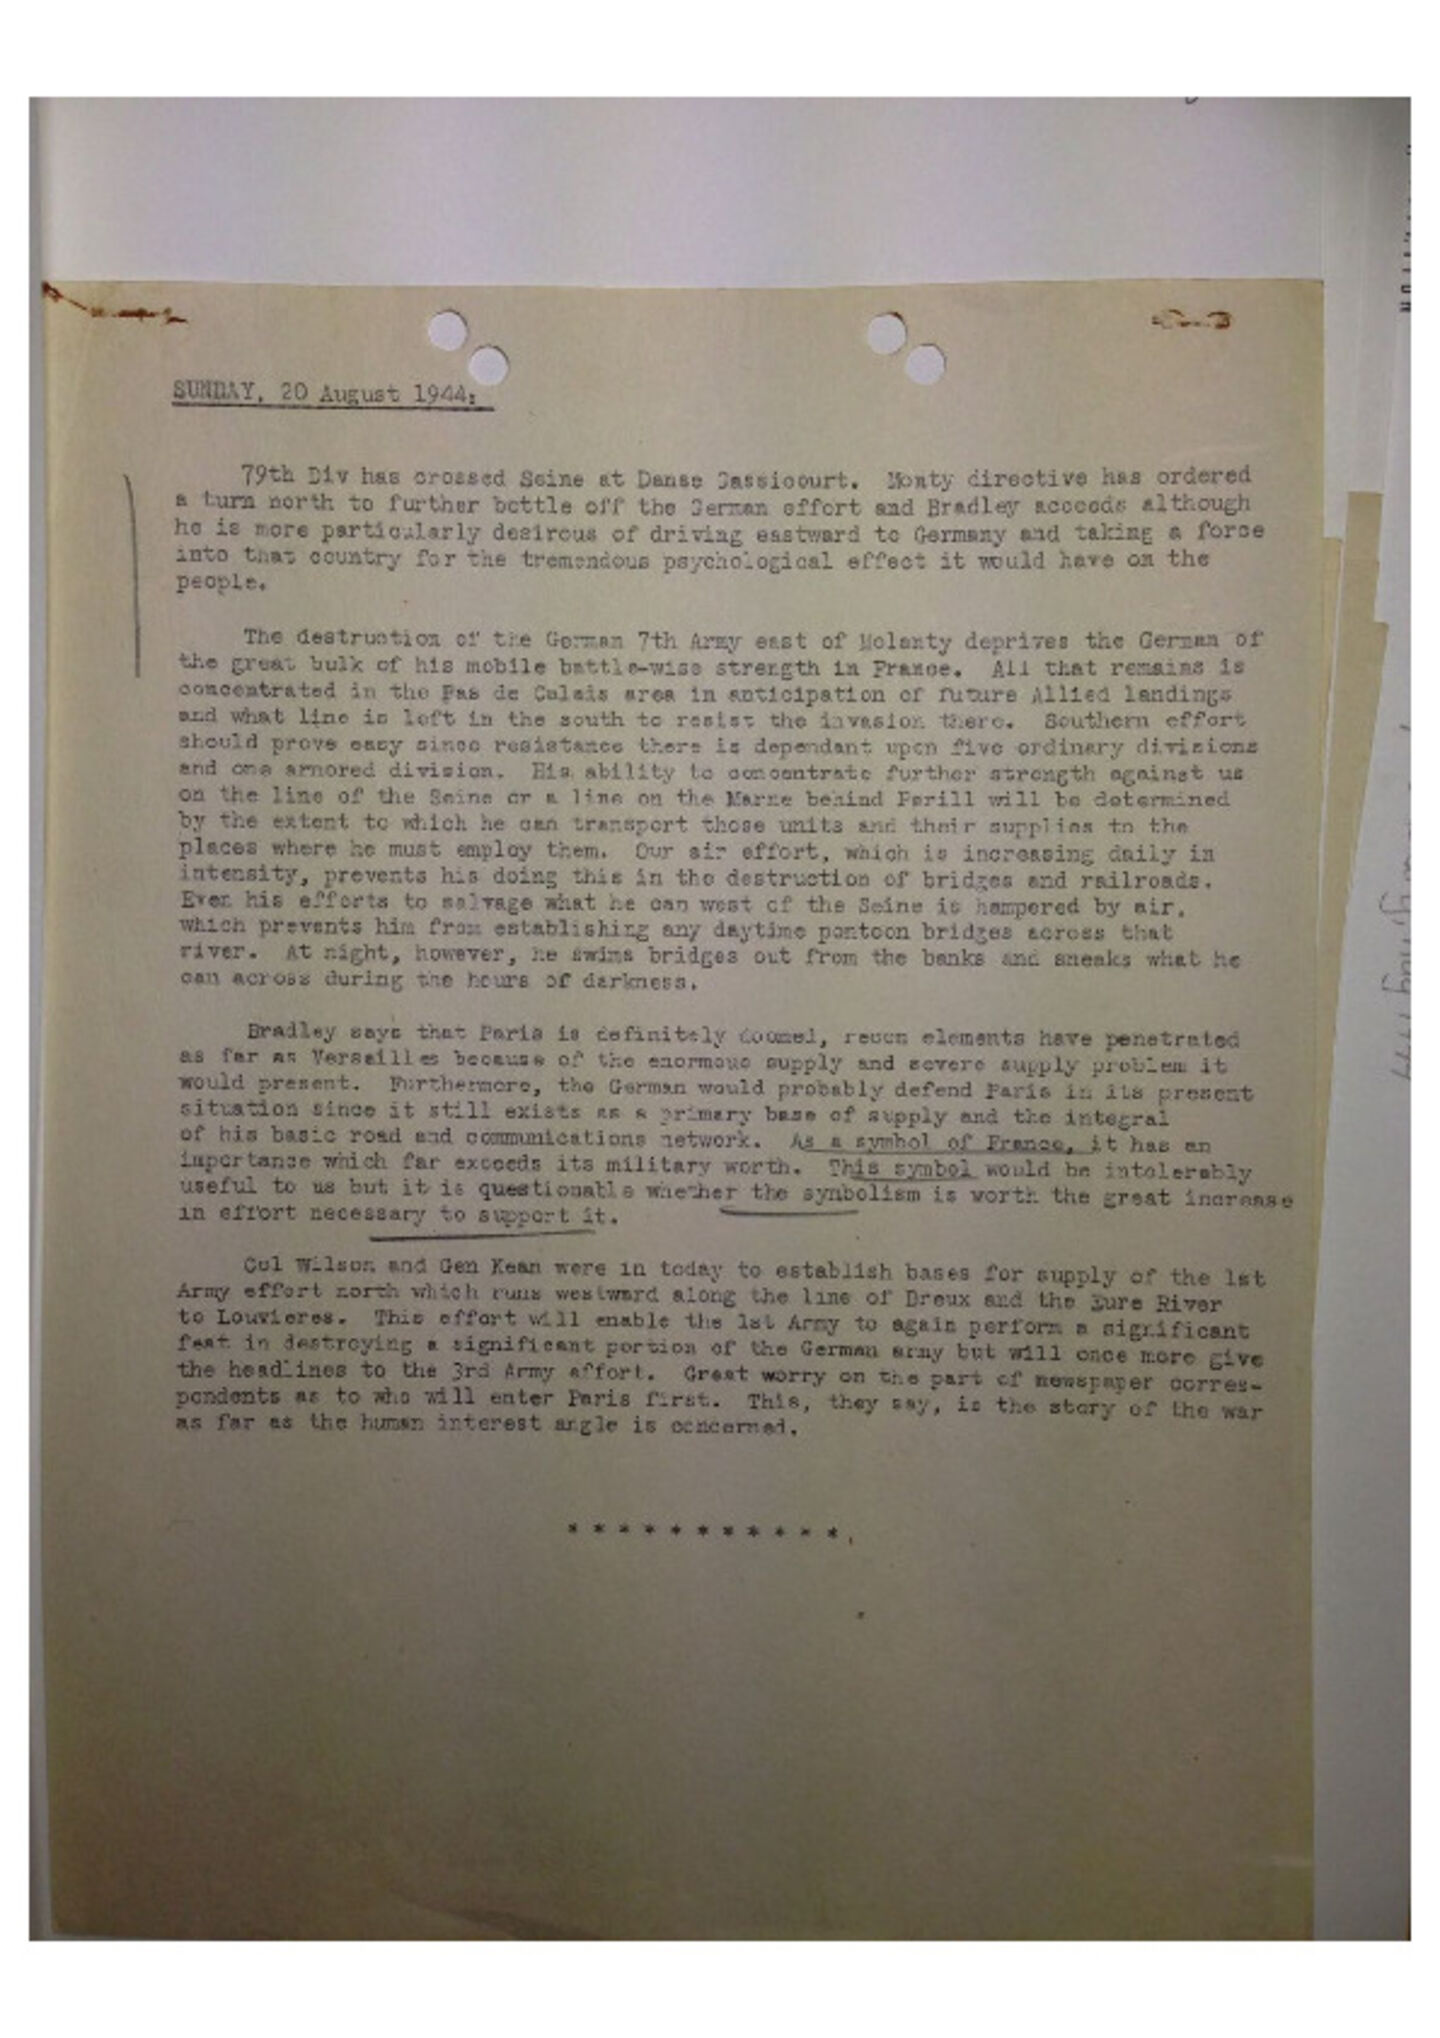 SUNDAY, 20 August 1944:
79th Div has crossed Seine at Danse Gassicourt. Monty directive has ordered
a turn north to further bottle off the German effort and Bradley acceeds although
he is more particularly desirous of driving eastward to Germany and taking a force
into that country for the tremendous psychological effect it would have on the
people.
The destruction of the German 7th Army east of Molanty deprives the German of
the great bulk of his mobile battle-wise strength in France. All that remains is
concentrated in the Pas de Calais area in anticipation of future Allied landings
and what line is left in the south to resist the invasion there. Southern effort
should prove easy since resistance there is dependant upon five ordinary divisions
and one armored division. His ability to concentrate further strength against us
on the line of the Seine or a line on the Marne behind Parill will be determined
by the extent to which he can transport those units and their supplies to the
places where he must employ them. Our air effort, which is increasing daily in
intensity, prevents his doing this in the destruction of bridges and railroads.
Even his efforts to salvage what he can west of the Seine is hampered by air,
which prevents him from establishing any daytime pontoon bridges across that
river. At night, however, he swims bridges out from the banks and sneaks what he
can across during the hours of darkness.
Bradley says that Paris is definitely doomed, recon elements have penetrated
as far as Versailles because of the enormous supply and severe supply problem it
would present. Furthermore, the German would probably defend Paris in its present
situation since it still exists as a primary base of supply and the integral
of his basic road and communications network. As a symbol of France, it has an
importance which far exceeds its military worth. This symbol would be intolerably
useful to us but it is questionable whether the symbolism is worth the great increase
in effort necessary to support it.
Col Wilson and Gen Kean were in today to establish bases for supply of the 1st
Army effort north which runs westward along the line of Dreux and the Eure River
to Louvieres. This effort will enable the 1st Army to again perform a significant
feat in destroying a significant portion of the German army but will once more give
the headlines to the 3rd Army effort. Great worry on the part of newspaper corres-
pondents as to who will enter Paris first. This, they say, is the story of the war
as far as the human interest angle is concerned.
* * * * * * * * * * *